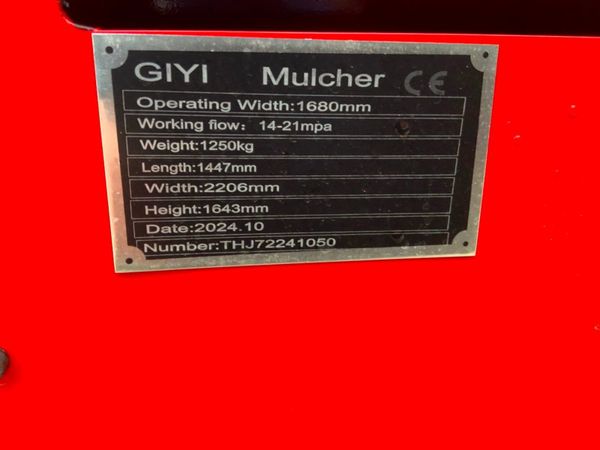 GIYI Mulcher CE
Operating Width:1680mm
Working flow: 14-21mpa
Weight:1250kg
Length:1447mm
Width:2206mm
Height:1643mm
Date:2024.10
Number:THJ72241050